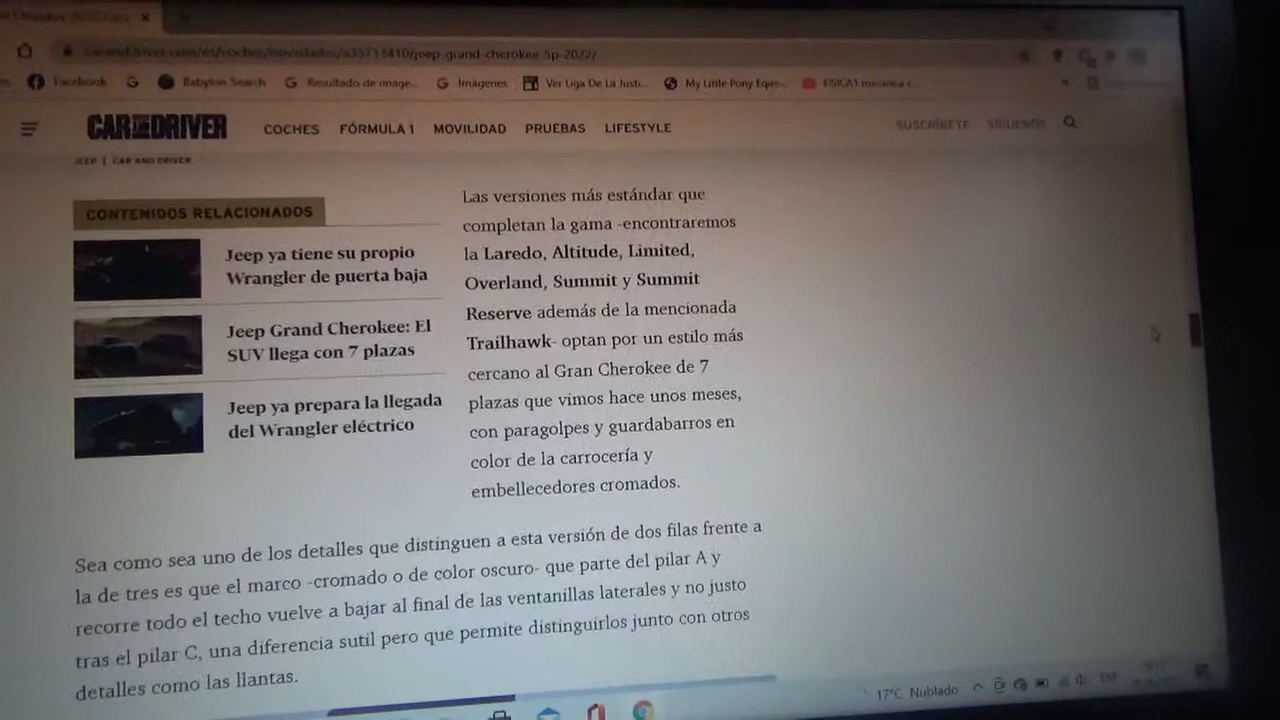 caranddriver.com/es/coches/novedades/a35711410/jeep-grand-cherokee-5p-2022/
Facebook
Babylon Search
Resultado de image...
Imágenes
Ver Liga De La Justi...
My Little Pony Eque...
FISICA1 mecanica c...
CAR AND DRIVER
COCHES FÓRMULA 1 MOVILIDAD PRUEBAS LIFESTYLE
SUSCRÍBETE SÍGUENOS
JEEP | CAR AND DRIVER
CONTENIDOS RELACIONADOS
Jeep ya tiene su propio
Wrangler de puerta baja
Jeep Grand Cherokee: El
SUV llega con 7 plazas
Jeep ya prepara la llegada
del Wrangler eléctrico
Las versiones más estándar que
completan la gama -encontraremos
la Laredo, Altitude, Limited,
Overland, Summit y Summit
Reserve además de la mencionada
Trailhawk- optan por un estilo más
cercano al Gran Cherokee de 7
plazas que vimos hace unos meses,
con paragolpes y guardabarros en
color de la carrocería y
embellecedores cromados.
Sea como sea uno de los detalles que distinguen a esta versión de dos filas frente a
la de tres es que el marco -cromado o de color oscuro- que parte del pilar A y
recorre todo el techo vuelve a bajar al final de las ventanillas laterales y no justo
tras el pilar C, una diferencia sutil pero que permite distinguirlos junto con otros
detalles como las llantas.
17°C Nublado
ESP